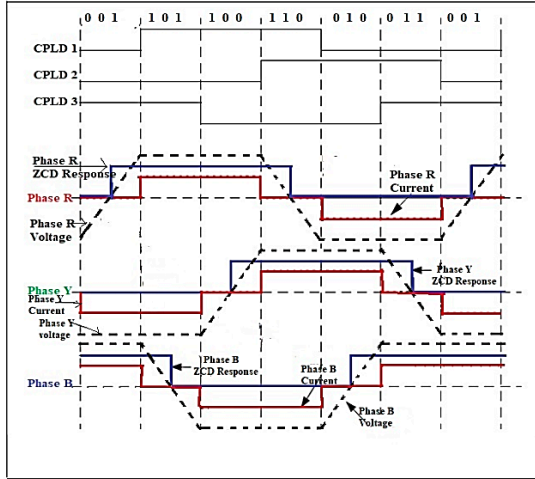 0 0 1 1 0 1 1 0 0 1 1 0 0 1 0 0 1 1 0 0 1
CPLD 1
CPLD 2
CPLD 3
Phase R
ZCD Response
Phase R
Current
Phase R
Phase R
Voltage
Phase Y
ZCD Response
Phase Y
Phase Y
Current
Phase Y
voltage
Phase B
ZCD Response
Phase B
Current
Phase B
Phase B
Voltage